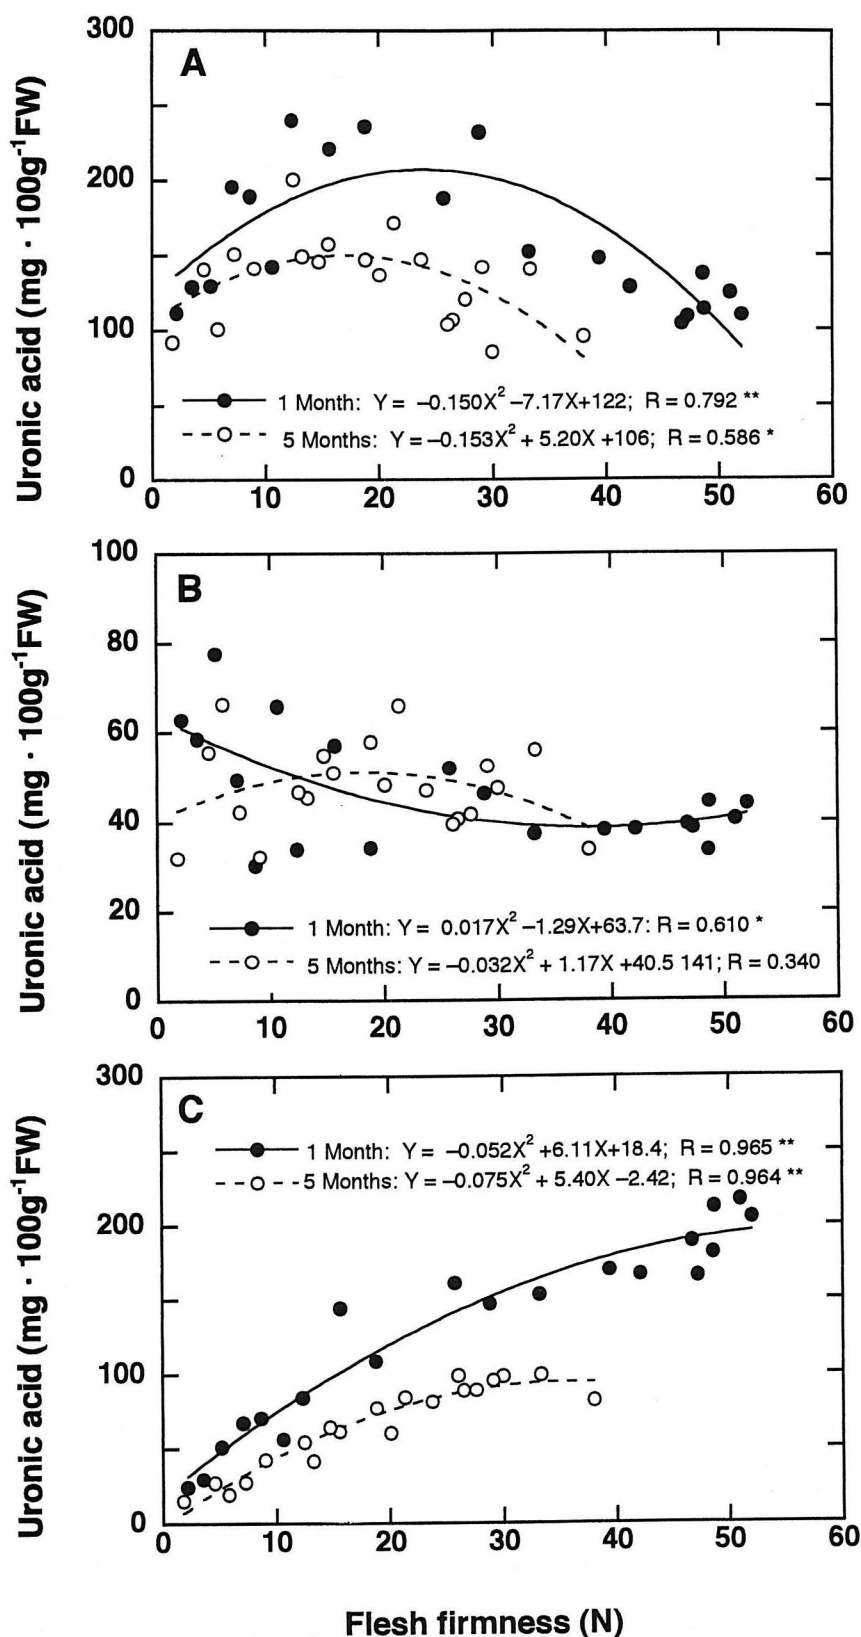 300
A
200
100
0
Uronic acid (mg · 100g⁻¹FW)
1 Month: Y = –0.150X² –7.17X+122; R = 0.792 **
5 Months: Y = –0.153X² + 5.20X +106; R = 0.586 *
0 10 20 30 40 50 60
100
B
80
60
40
20
0
Uronic acid (mg · 100g⁻¹FW)
1 Month: Y = 0.017X² –1.29X+63.7: R = 0.610 *
5 Months: Y = –0.032X² + 1.17X +40.5 141; R = 0.340
0 10 20 30 40 50 60
300
C
200
100
0
Uronic acid (mg · 100g⁻¹FW)
1 Month: Y = –0.052X² +6.11X+18.4; R = 0.965 **
5 Months: Y = –0.075X² + 5.40X –2.42; R = 0.964 **
0 10 20 30 40 50 60
Flesh firmness (N)